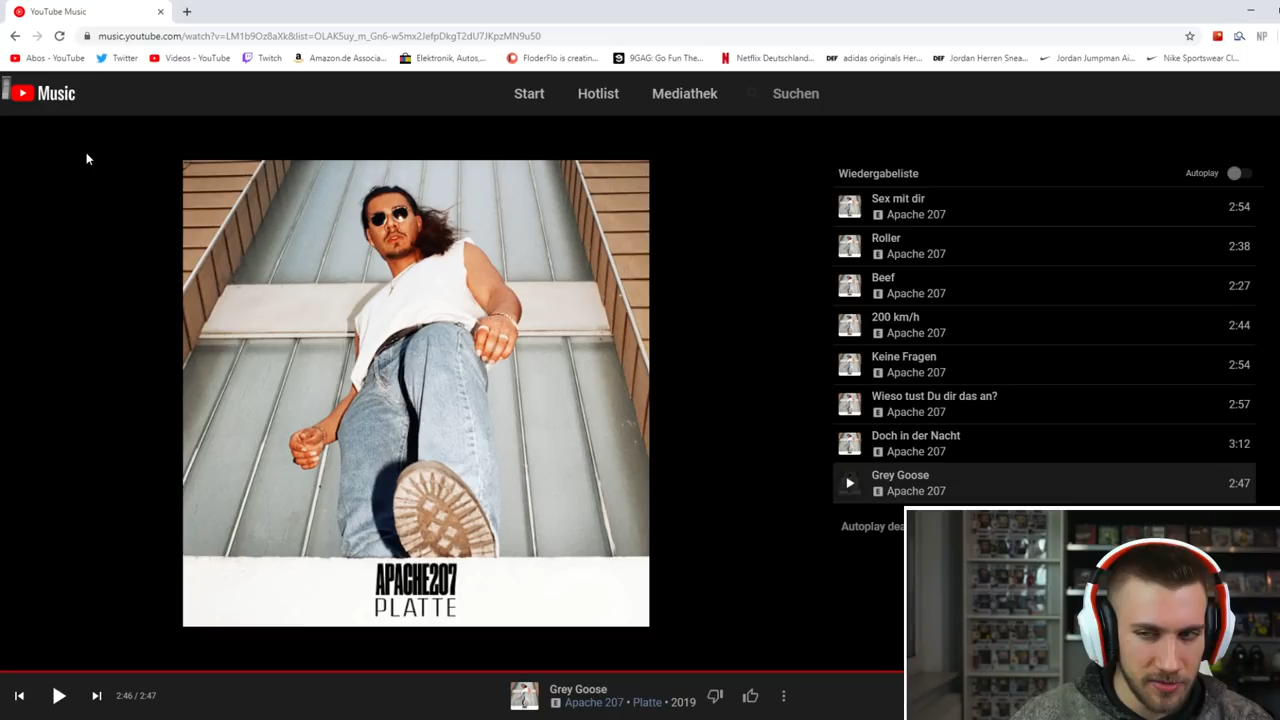 YouTube Music
music.youtube.com/watch?v=LM1b9Oz8aXk&list=OLAK5uy_m_Gn6-w5mx2JefpDkgT2dU7JKpzMN9u50
Abos - YouTube Twitter Videos - YouTube Twitch Amazon.de Associa... Elektronik, Autos,... FloderFlo is creatin... 9GAG: Go Fun The... Netflix Deutschland... DEF adidas originals Her... DEF Jordan Herren Snea... Jordan Jumpman Ai... Nike Sportswear Cl... NP
Music Start Hotlist Mediathek Suchen
Wiedergabeliste Autoplay
Sex mit dir
E Apache 207 2:54
Roller
E Apache 207 2:38
Beef
E Apache 207 2:27
200 km/h
E Apache 207 2:44
Keine Fragen
E Apache 207 2:54
Wieso tust Du dir das an?
E Apache 207 2:57
Doch in der Nacht
E Apache 207 3:12
Grey Goose
E Apache 207 2:47
Autoplay dea
APACHE207
PLATTE
2:46 / 2:47
Grey Goose
E Apache 207 • Platte • 2019